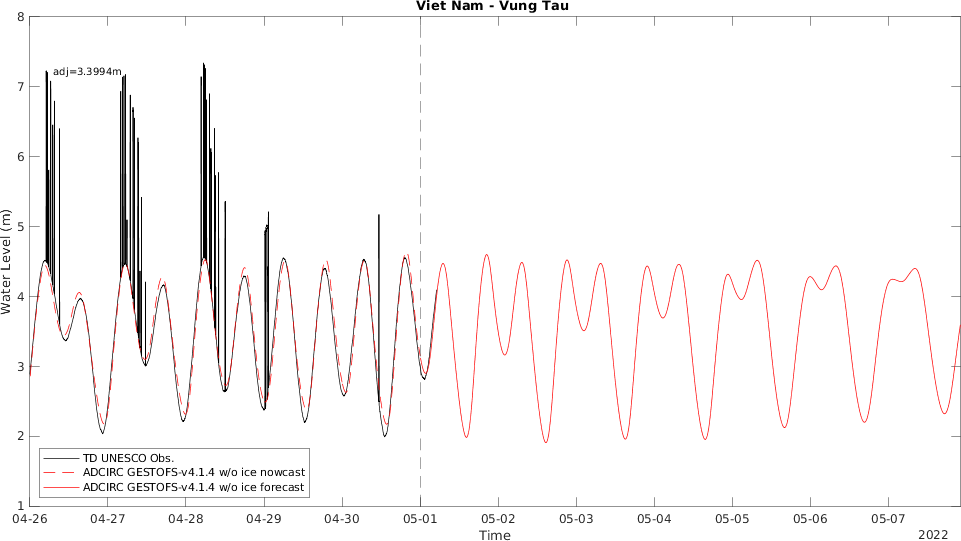 Viet Nam - Vung Tau
8
7
6
5
4
3
2
1
Water Level (m)
adj=3.3994m
TD UNESCO Obs.
ADCIRC GESTOFS-v4.1.4 w/o ice nowcast
ADCIRC GESTOFS-v4.1.4 w/o ice forecast
04-26 04-27 04-28 04-29 04-30 05-01 05-02 05-03 05-04 05-05 05-06 05-07
Time
2022